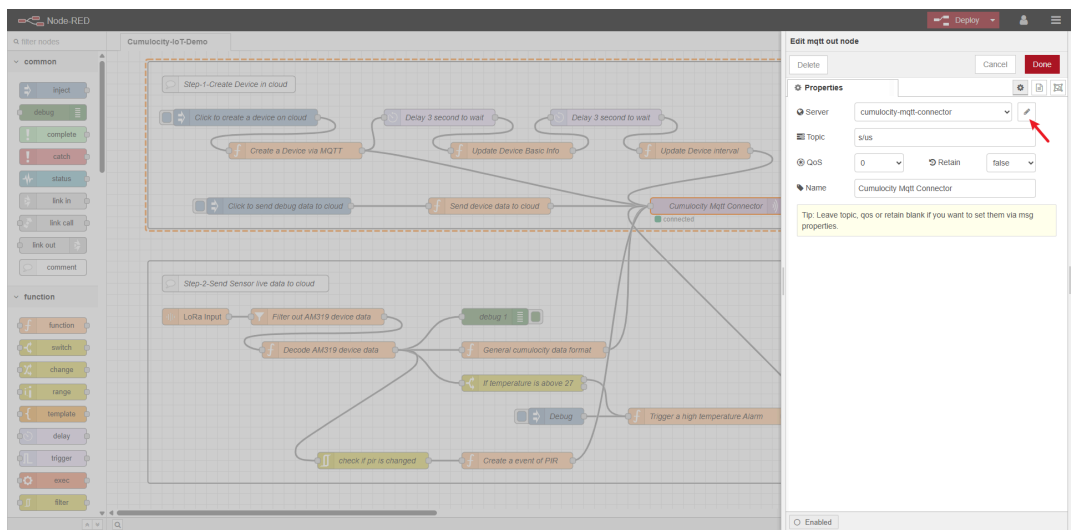 Node-RED
Deploy
filter nodes
Cumulocity-IoT-Demo
common
inject
debug
complete
catch
status
link in
link call
link out
comment
function
function
switch
change
range
template
delay
trigger
exec
filter
Step-1-Create Device in cloud
Click to create a device on cloud
Delay 3 second to wait
Delay 3 second to wait
Create a Device via MQTT
Update Device Basic Info
Update Device interval
Click to send debug data to cloud
Send device data to cloud
Cumulocity Mqtt Connector
connected
Step-2-Send Sensor live data to cloud
LoRa Input
Filter out AM319 device data
debug 1
Decode AM319 device data
General cumulocity data format
If temperature is above 27
Debug
Trigger a high temperature Alarm
check if pir is changed
Create a event of PIR
Edit mqtt out node
Delete
Cancel
Done
Properties
Server
cumulocity-mqtt-connector
Topic
s/us
QoS
0
Retain
false
Name
Cumulocity Mqtt Connector
Tip: Leave topic, qos or retain blank if you want to set them via msg
properties.
Enabled